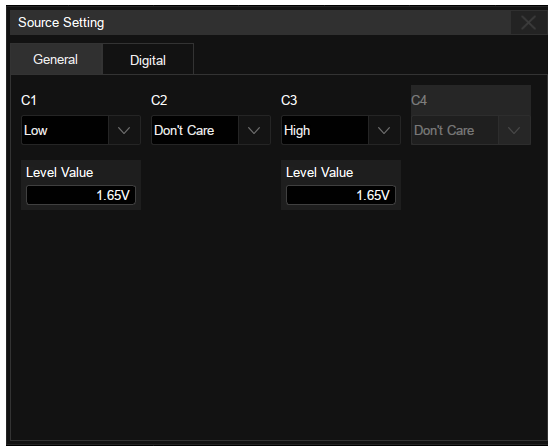 Source Setting
General Digital
C1 C2 C3 C4
Low Don't Care High Don't Care
Level Value Level Value
1.65V 1.65V